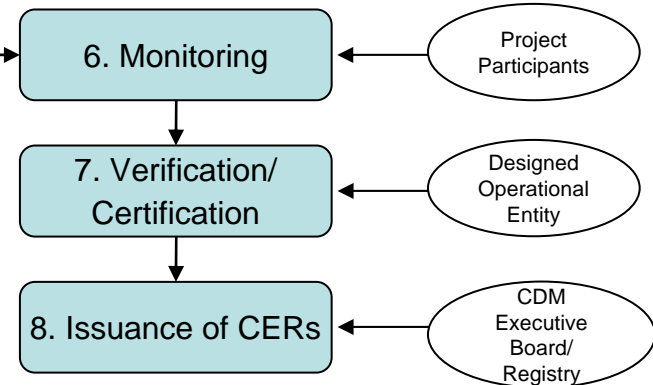 6. Monitoring
Project
Participants
7. Verification/
Certification
Designed
Operational
Entity
8. Issuance of CERs
CDM
Executive
Board/
Registry